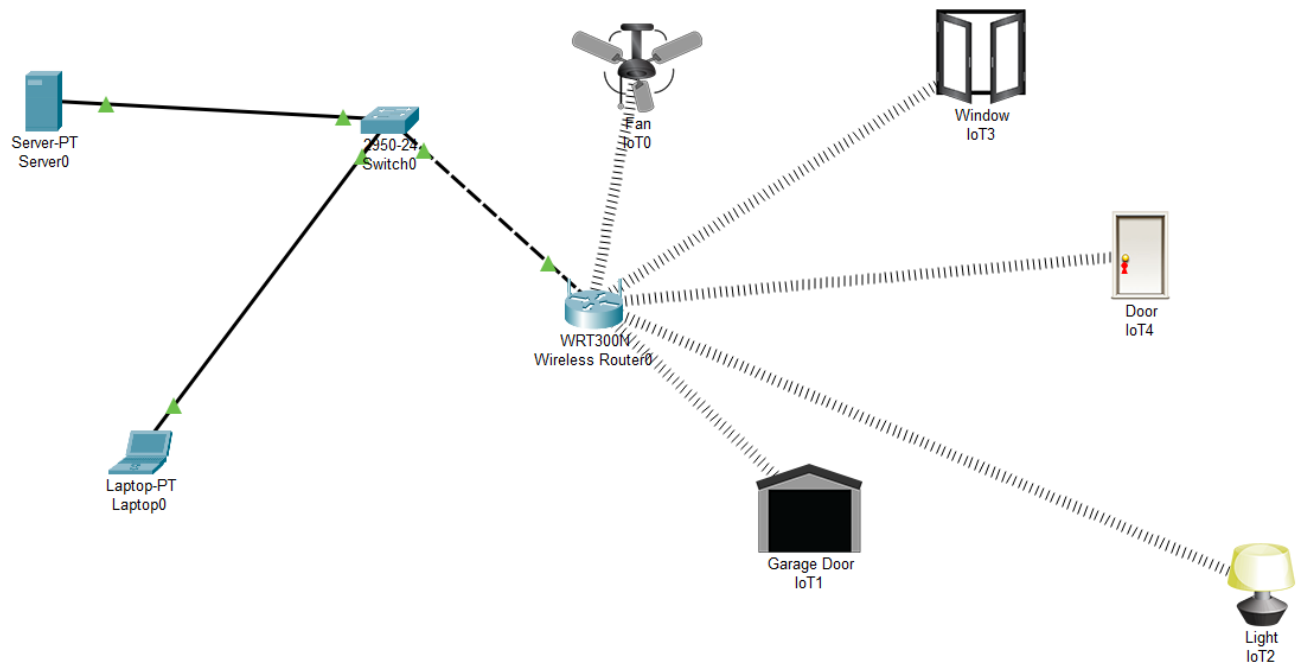 Server-PT
Server0
2950-24
Switch0
Fan
IoT0
Window
IoT3
Door
IoT4
WRT300N
Wireless Router0
Laptop-PT
Laptop0
Garage Door
IoT1
Light
IoT2